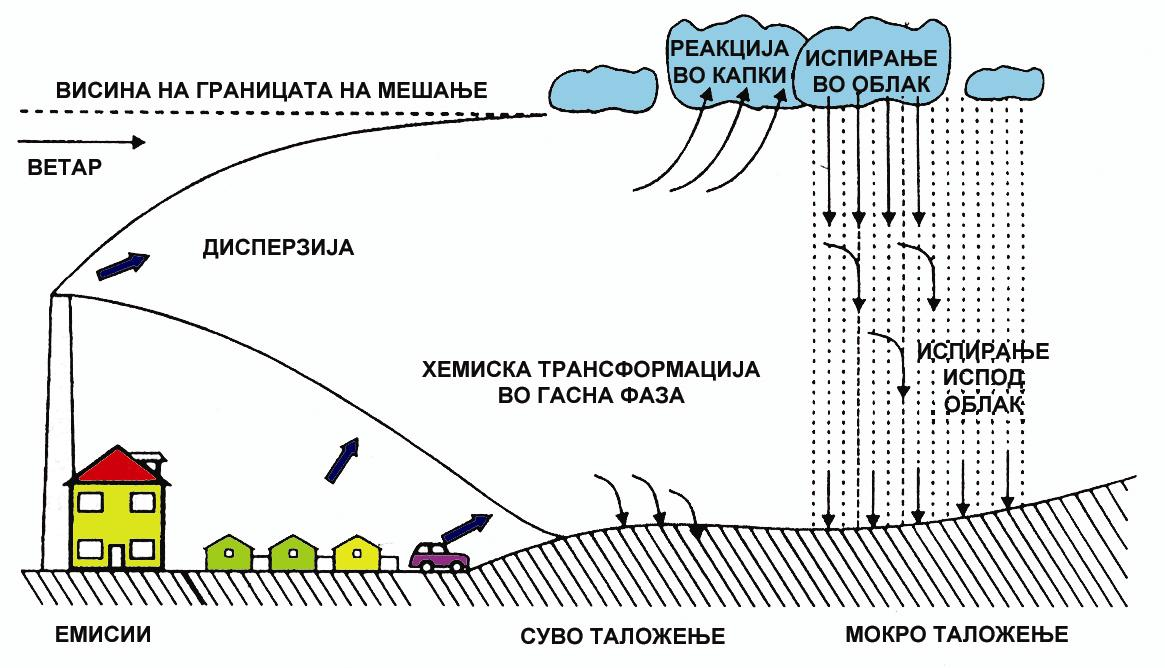 РЕАКЦИЈА
ВО КАПКИ
ИСПИРАЊЕ
ВО ОБЛАК
ВИСИНА НА ГРАНИЦАТА НА МЕШАЊЕ
ВЕТАР
ДИСПЕРЗИЈА
ХЕМИСКА ТРАНСФОРМАЦИЈА
ВО ГАСНА ФАЗА
ИСПИРАЊЕ
ИСПОД
ОБЛАК
ЕМИСИИ
СУВО ТАЛОЖЕЊЕ
МОКРО ТАЛОЖЕЊЕ